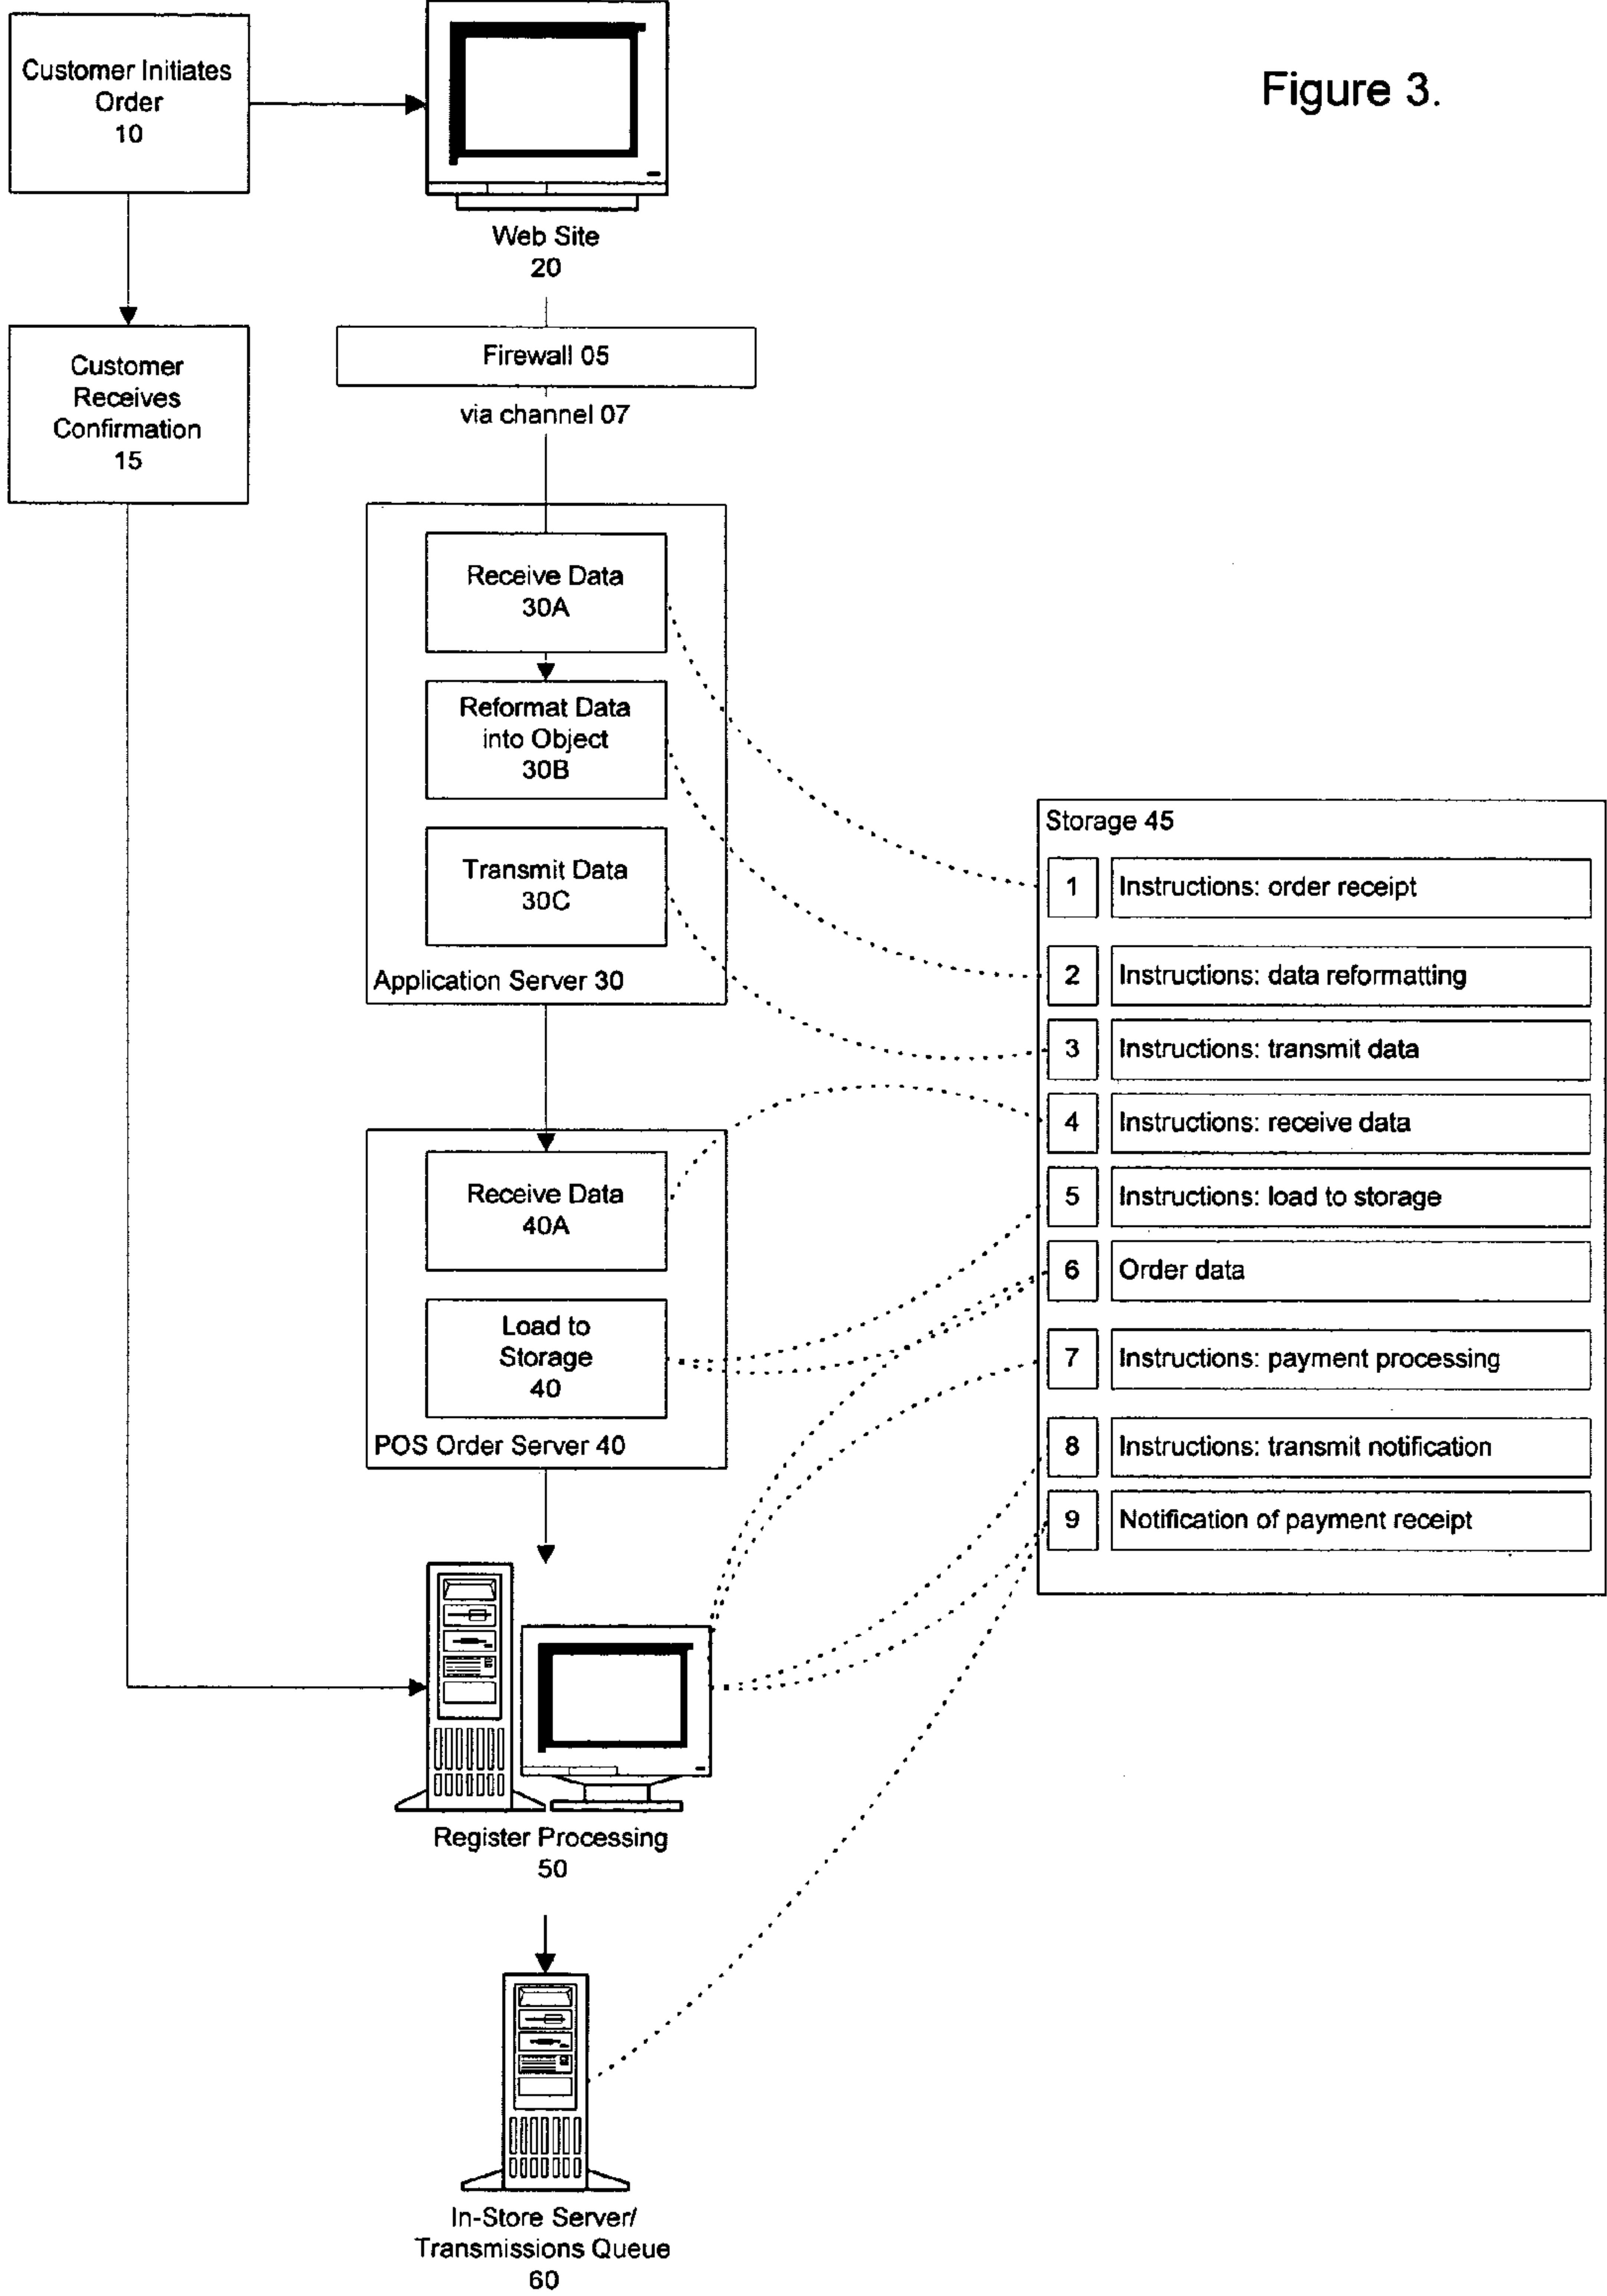 Figure 3.
Customer Initiates
Order
10
Web Site
20
Firewall 05
via channel 07
Customer
Receives
Confirmation
15
Receive Data
30A
Reformat Data
into Object
30B
Transmit Data
30C
Application Server 30
Receive Data
40A
Load to
Storage
40
POS Order Server 40
Register Processing
50
In-Store Server/
Transmissions Queue
60
Storage 45
1 Instructions: order receipt
2 Instructions: data reformatting
3 Instructions: transmit data
4 Instructions: receive data
5 Instructions: load to storage
6 Order data
7 Instructions: payment processing
8 Instructions: transmit notification
9 Notification of payment receipt